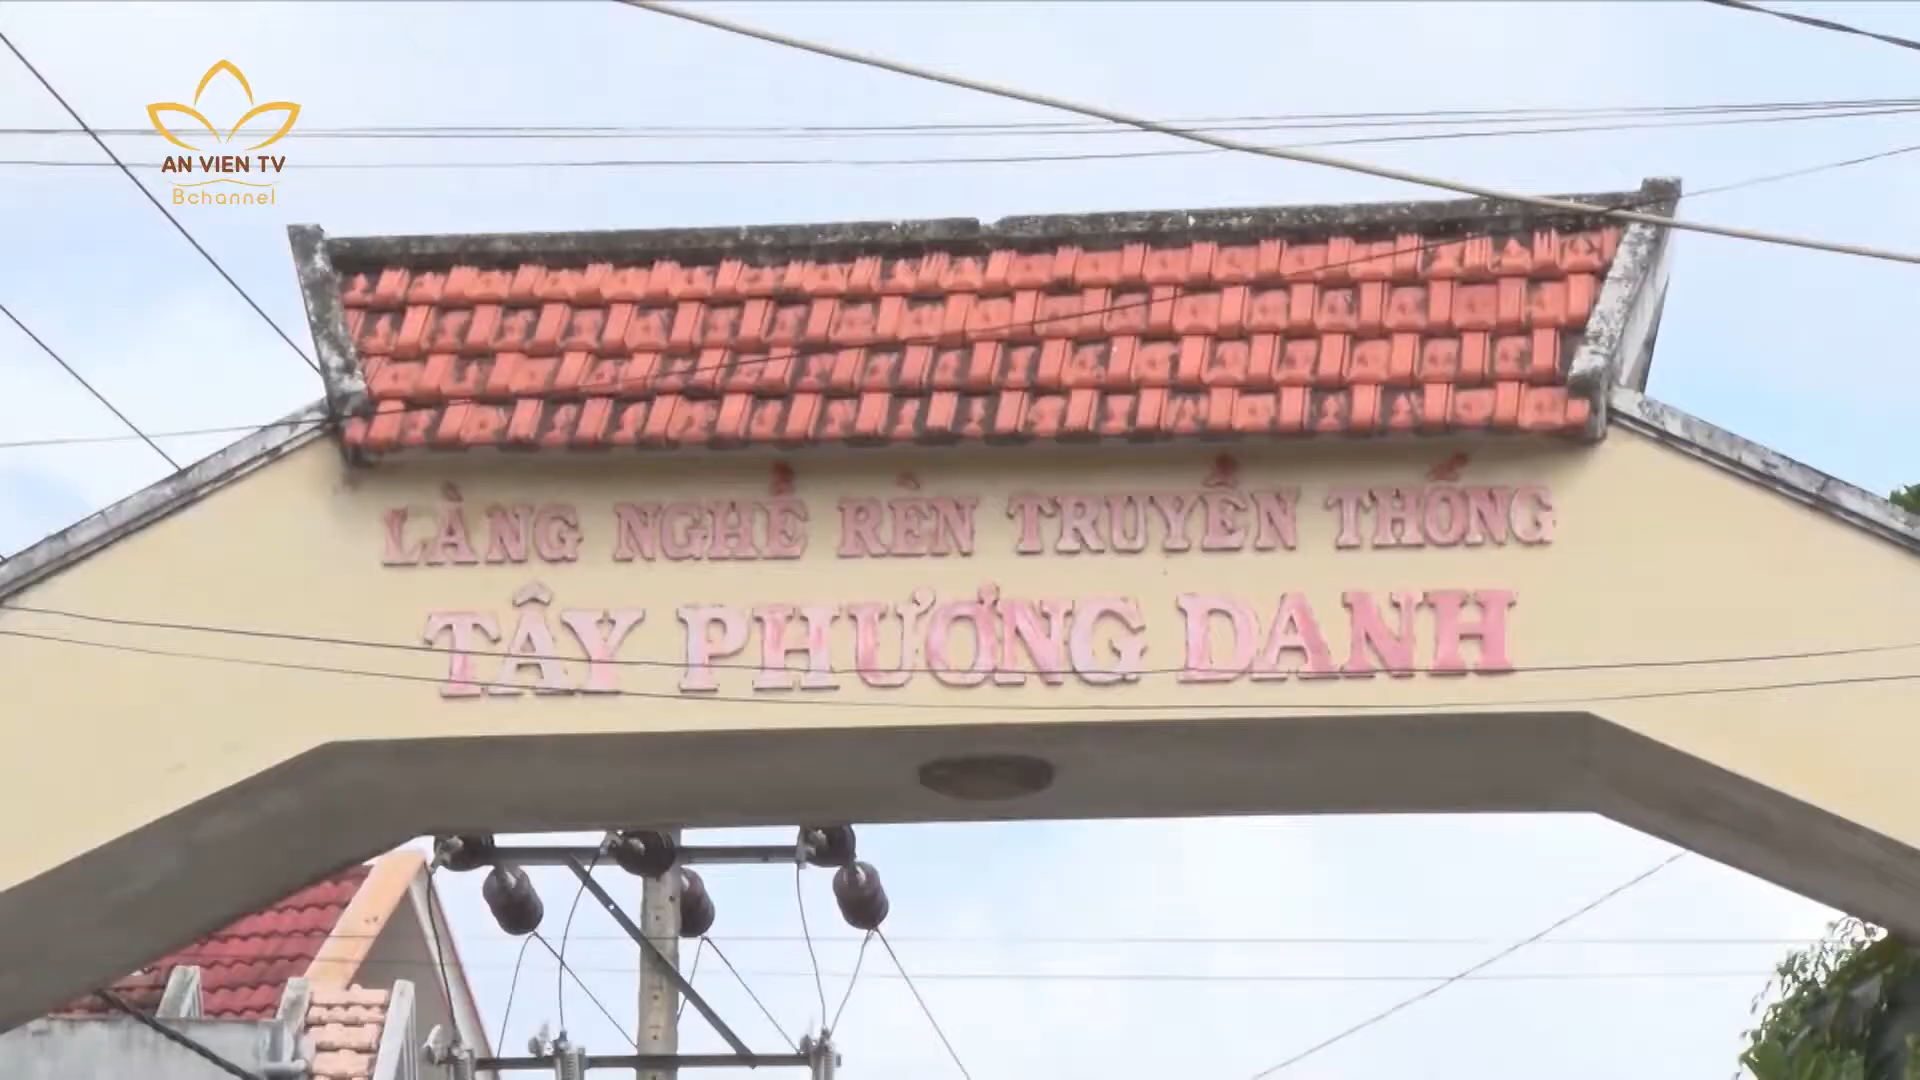 AN VIEN TV
Bchannel
LÀNG NGHỀ RÈN TRUYỀN THỐNG
TÂY PHƯƠNG DANH